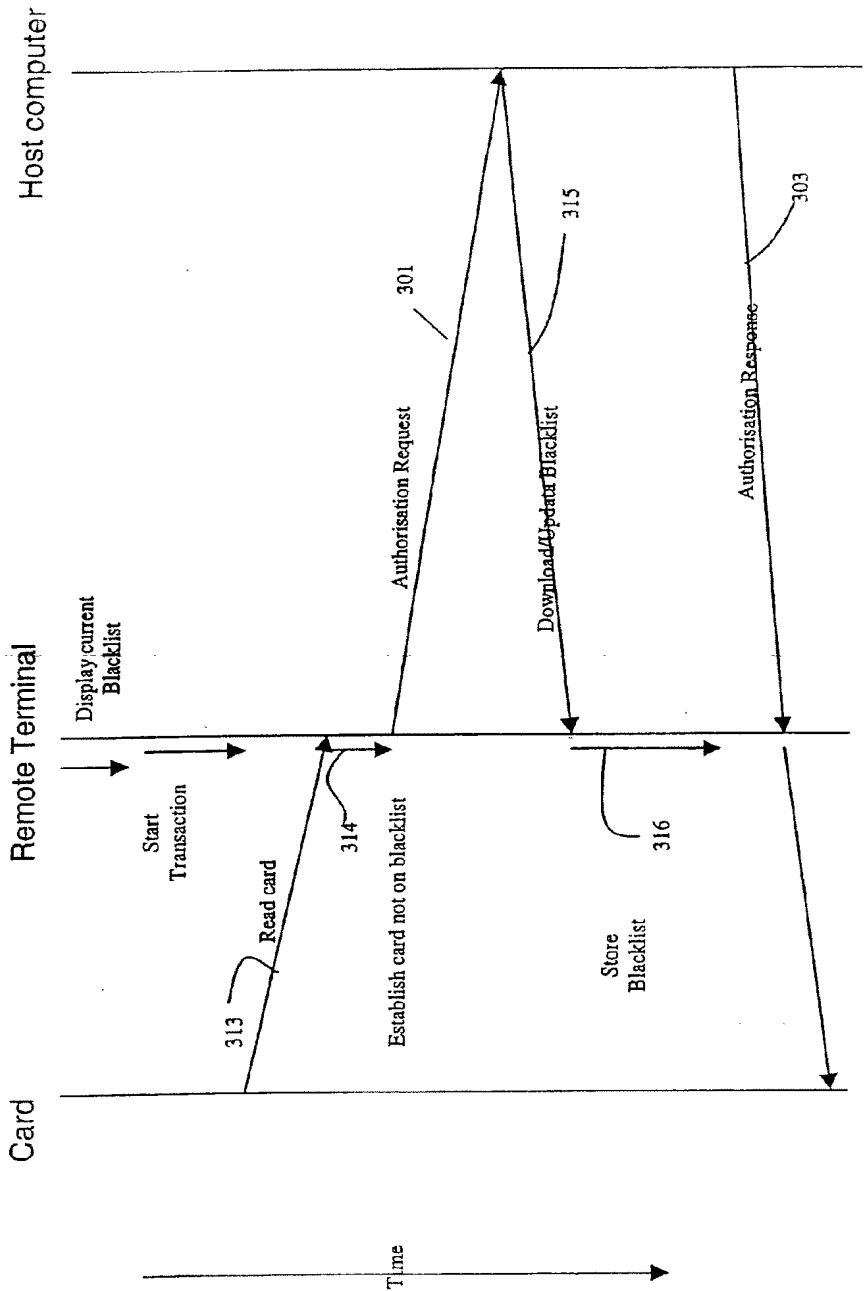 Card
Remote Terminal
Host computer
Display current
Blacklist
Start
Transaction
313
Read card
314
Establish card not on blacklist
Authorisation Request
301
315
Download/Updata Blacklist
316
Store
Blacklist
303
Authorisation Response
Time